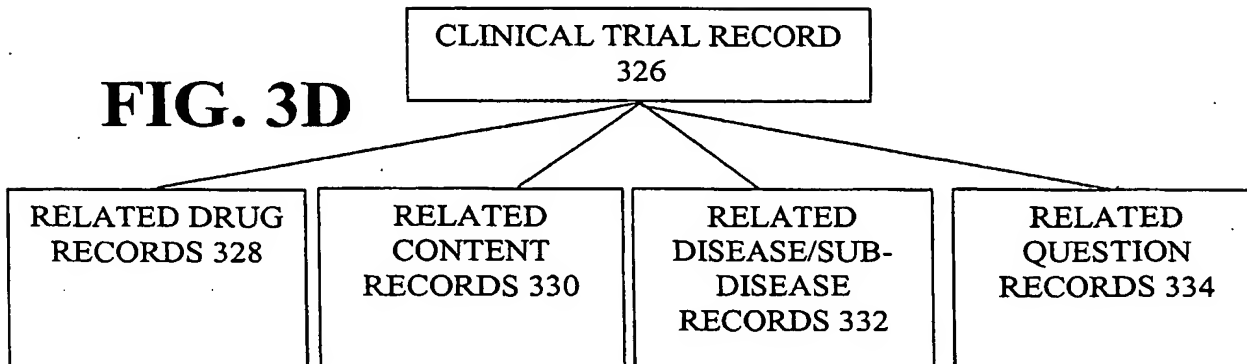 CLINICAL TRIAL RECORD
326
FIG. 3D
RELATED DRUG
RECORDS 328
RELATED
CONTENT
RECORDS 330
RELATED
DISEASE/SUB-
DISEASE
RECORDS 332
RELATED
QUESTION
RECORDS 334